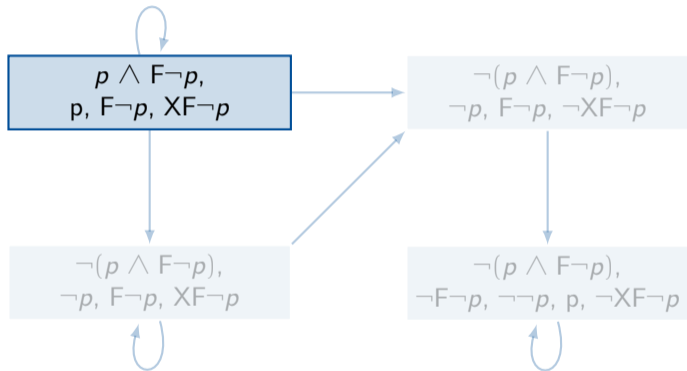 p ∧ F¬p,
p, F¬p, XF¬p
¬(p ∧ F¬p),
¬p, F¬p, ¬XF¬p
¬(p ∧ F¬p),
¬p, F¬p, XF¬p
¬(p ∧ F¬p),
¬F¬p, ¬¬p, p, ¬XF¬p